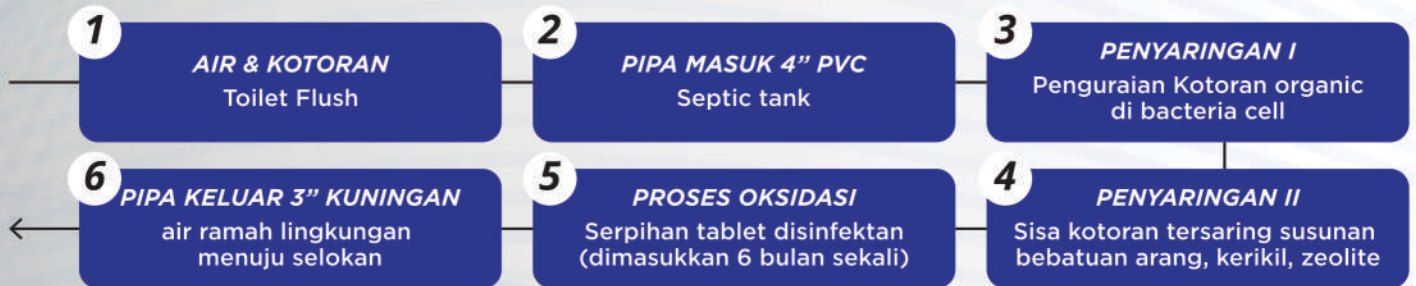 1
AIR & KOTORAN
Toilet Flush
2
PIPA MASUK 4” PVC
Septic tank
3
PENYARINGAN I
Penguraian Kotoran organic
di bacteria cell
4
PENYARINGAN II
Sisa kotoran tersaring susunan
bebatuan arang, kerikil, zeolite
5
PROSES OKSIDASI
Serpihan tablet disinfektan
(dimasukkan 6 bulan sekali)
6
PIPA KELUAR 3” KUNINGAN
air ramah lingkungan
menuju selokan